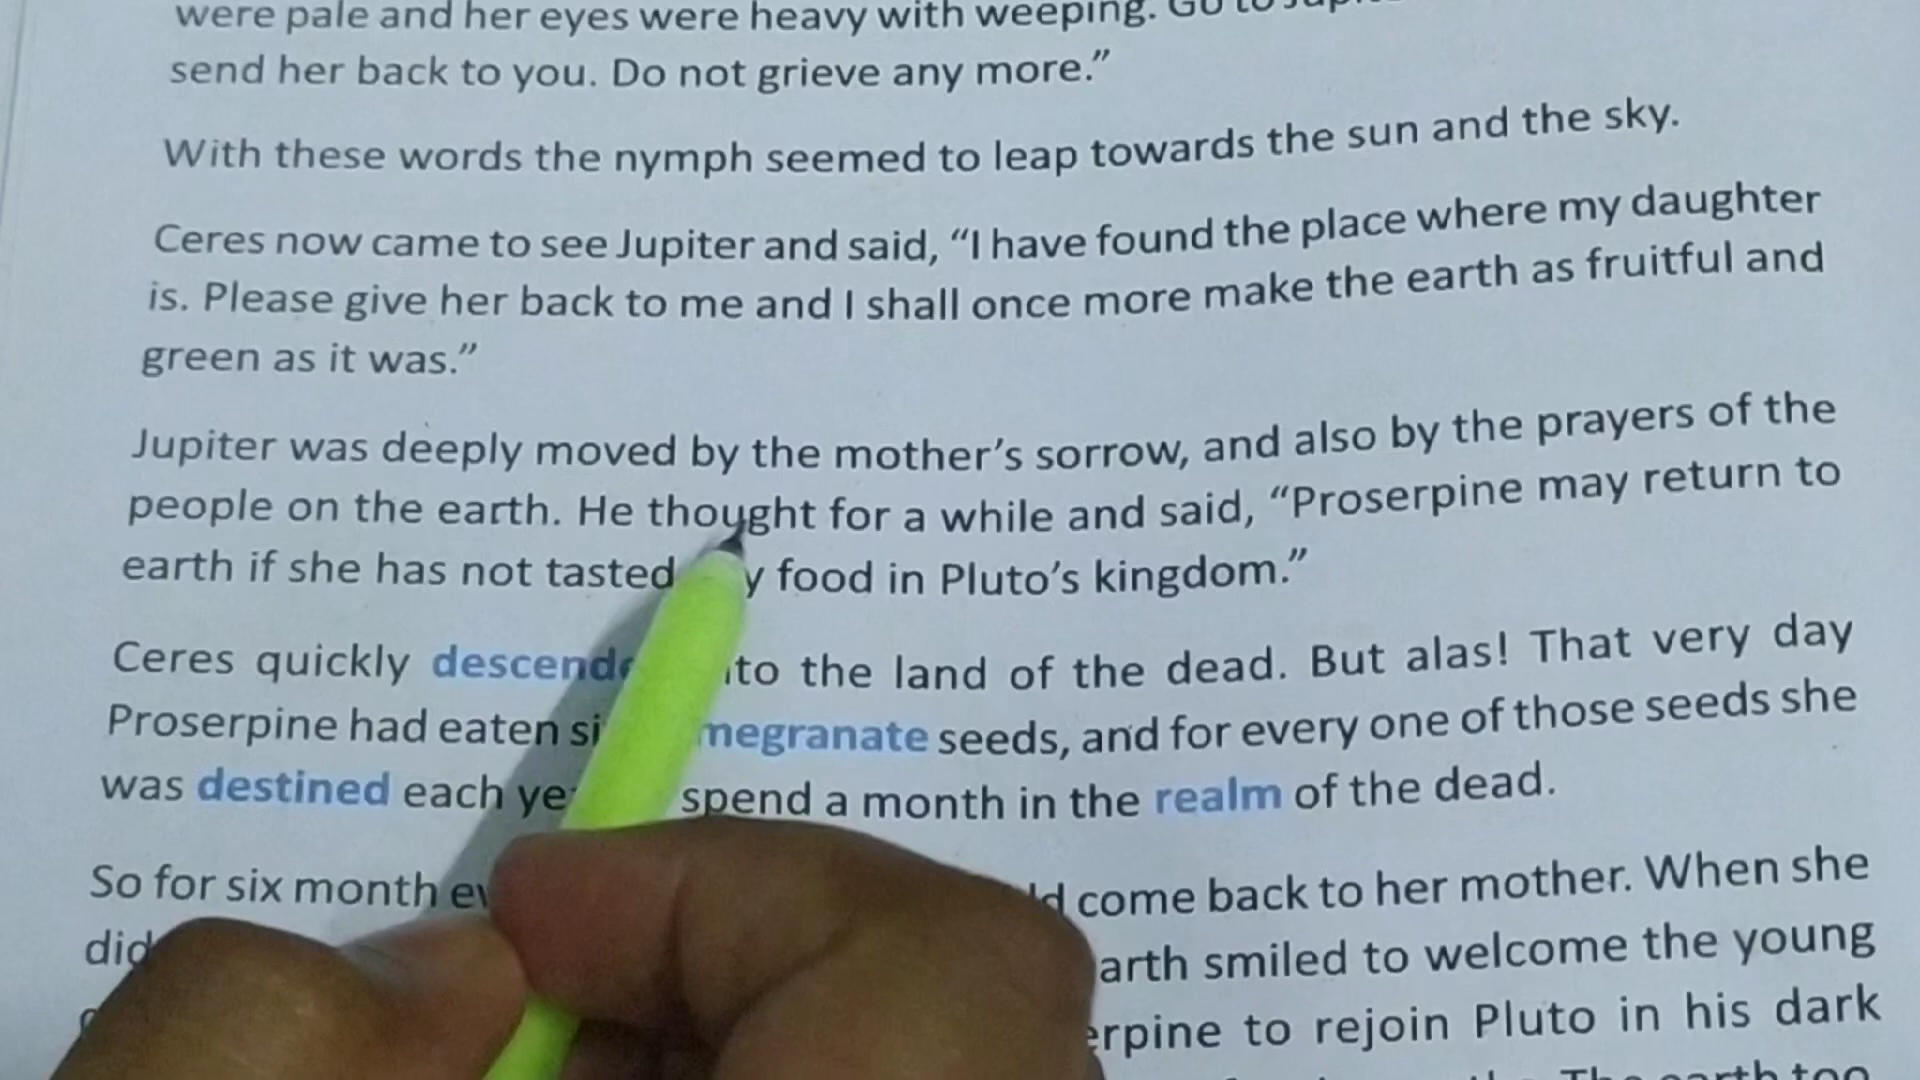 were pale and her eyes were heavy with weeping. Go to
send her back to you. Do not grieve any more.”
With these words the nymph seemed to leap towards the sun and the sky.
Ceres now came to see Jupiter and said, “I have found the place where my daughter
is. Please give her back to me and I shall once more make the earth as fruitful and
green as it was.”
Jupiter was deeply moved by the mother’s sorrow, and also by the prayers of the
people on the earth. He thought for a while and said, “Proserpine may return to
earth if she has not tasted food in Pluto’s kingdom.”
Ceres quickly to the land of the dead. But alas! That very day
Proserpine had eaten seeds, and for every one of those seeds she
was destined each spend a month in the realm of the dead.
So for six month come back to her mother. When she
smiled to welcome the young
to rejoin Pluto in his dark